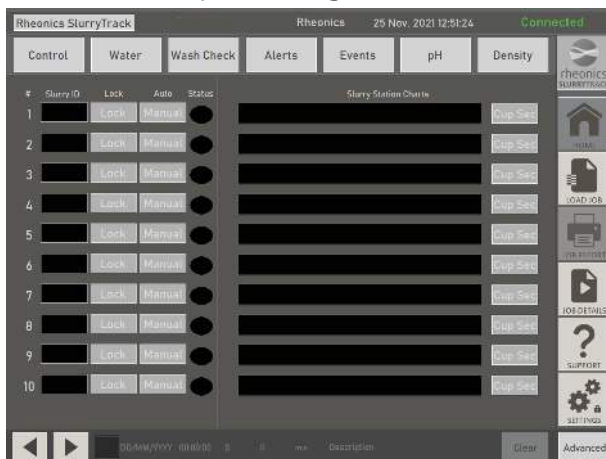 Rheonics SlurryTrack Rheonics 25 Nov. 2021 12:51:24 Connected
Control Water Wash Check Alerts Events pH Density
rheonics
SLURRYTRACK
# Slurry ID Lock Auto Status Slurry Station Charts
1 Lock Manual Cup Sec
2 Lock Manual Cup Sec
3 Lock Manual Cup Sec
4 Lock Manual Cup Sec
5 Lock Manual Cup Sec
6 Lock Manual Cup Sec
7 Lock Manual Cup Sec
8 Lock Manual Cup Sec
9 Lock Manual Cup Sec
10 Lock Manual Cup Sec
HOME
LOAD JOB
JOB REPORT
JOB DETAILS
SUPPORT
SETTINGS
DD/MM/YYYY 00:00:00 0 Description Clear Advanced